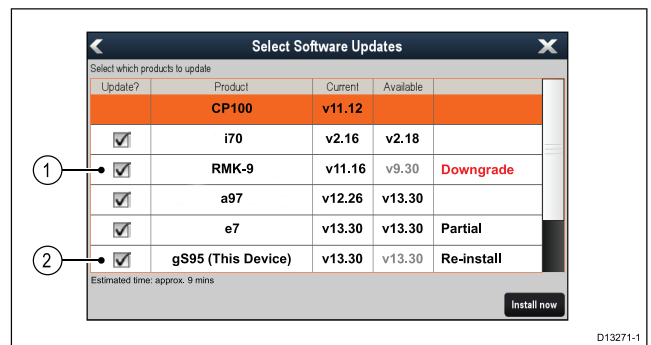 Select Software Updates
Select which products to update
Update? Product Current Available
CP100 v11.12
i70 v2.16 v2.18
1 RMK-9 v11.16 v9.30 Downgrade
a97 v12.26 v13.30
e7 v13.30 v13.30 Partial
2 gS95 (This Device) v13.30 v13.30 Re-install
Estimated time: approx. 9 mins
Install now
D13271-1